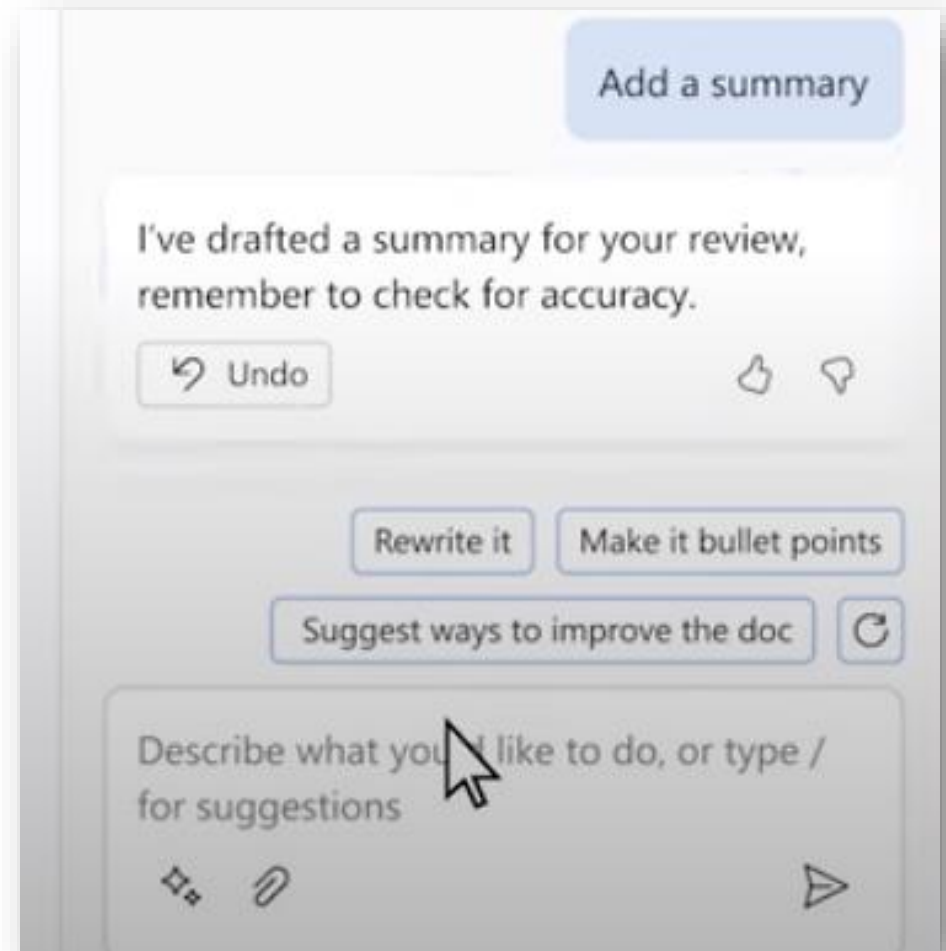 Add a summary
I've drafted a summary for your review,
remember to check for accuracy.
Undo
Rewrite it
Make it bullet points
Suggest ways to improve the doc
Describe what you like to do, or type /
for suggestions